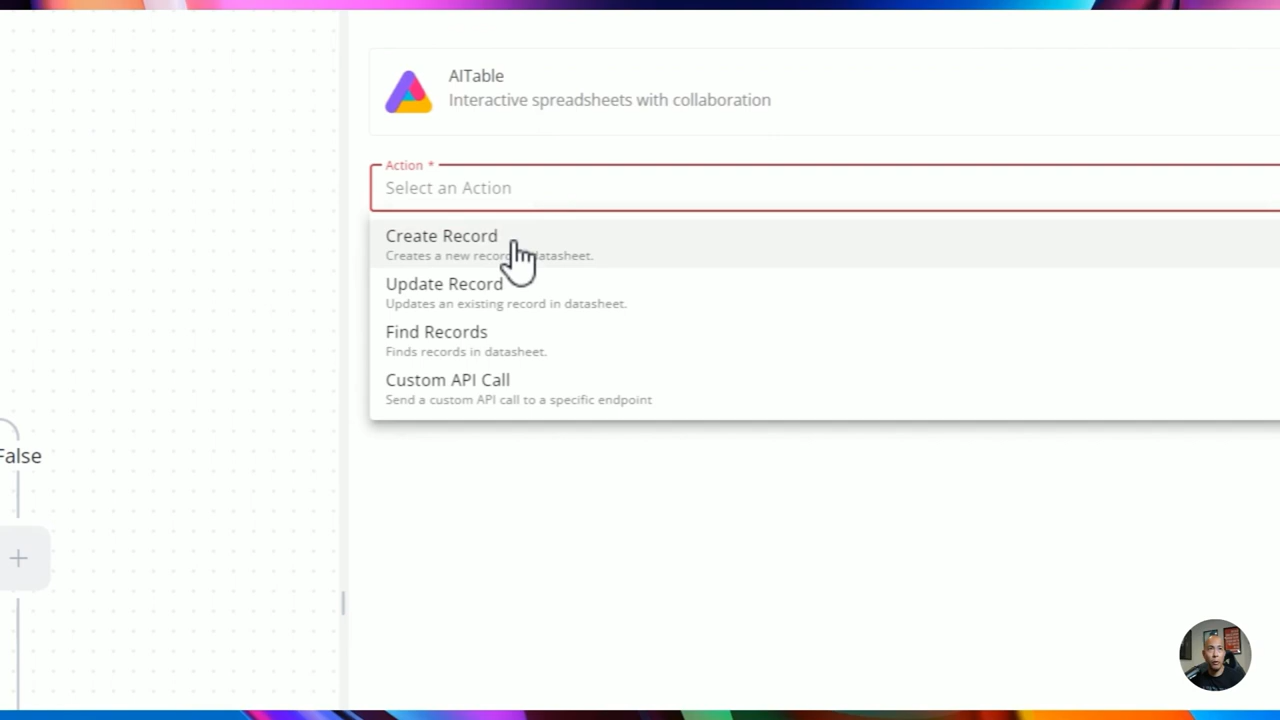 AITable
Interactive spreadsheets with collaboration
Action *
Select an Action
Create Record
Creates a new record datasheet.
Update Record
Updates an existing record in datasheet.
Find Records
Finds records in datasheet.
Custom API Call
Send a custom API call to a specific endpoint
False